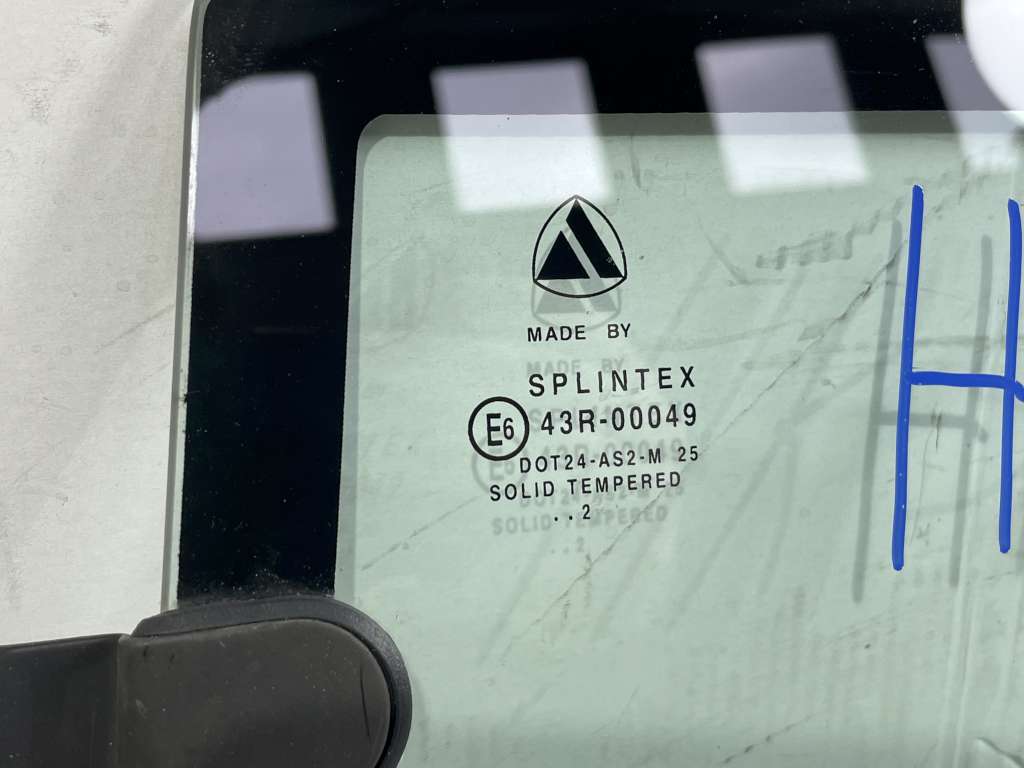 MADE BY
SPLINTEX
E6 43R-00049
DOT24-AS2-M 25
SOLID TEMPERED
..2
H